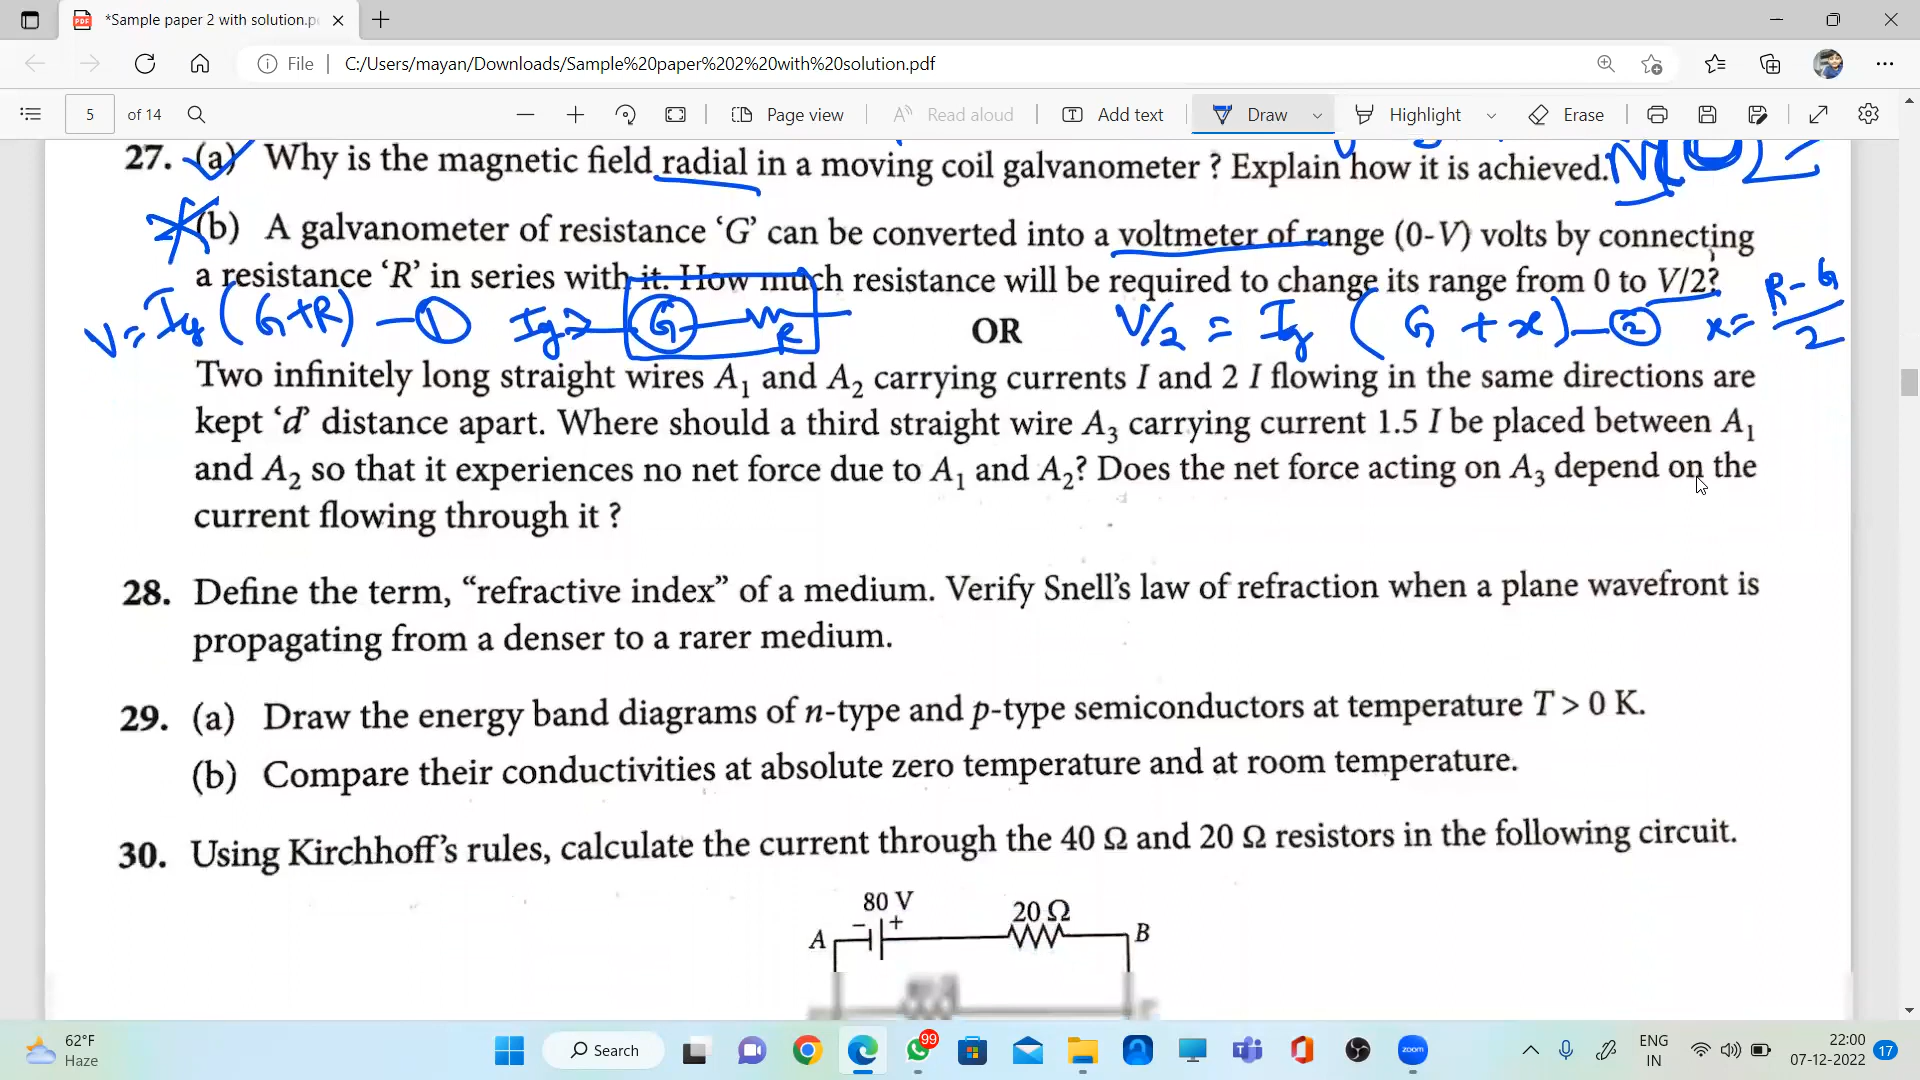 *Sample paper 2 with solution.p
File
C:/Users/mayan/Downloads/Sample%20paper%202%20with%20solution.pdf
5 of 14
Page view
Read aloud
Add text
Draw
Highlight
Erase
27. (a) Why is the magnetic field radial in a moving coil galvanometer ? Explain how it is achieved.
N
(b) A galvanometer of resistance ‘G’ can be converted into a voltmeter of range (0-V) volts by connecting
a resistance ‘R’ in series with it. How much resistance will be required to change its range from 0 to V/2?
V = Ig (G+R) — ① Ig G R OR V/2 = Ig (G + x) — ② x = R-G/2
Two infinitely long straight wires A₁ and A₂ carrying currents I and 2 I flowing in the same directions are
kept ‘d’ distance apart. Where should a third straight wire A₃ carrying current 1.5 I be placed between A₁
and A₂ so that it experiences no net force due to A₁ and A₂? Does the net force acting on A₃ depend on the
current flowing through it ?
28. Define the term, “refractive index” of a medium. Verify Snell’s law of refraction when a plane wavefront is
propagating from a denser to a rarer medium.
29. (a) Draw the energy band diagrams of n-type and p-type semiconductors at temperature T > 0 K.
(b) Compare their conductivities at absolute zero temperature and at room temperature.
30. Using Kirchhoff’s rules, calculate the current through the 40 Ω and 20 Ω resistors in the following circuit.
80 V
20 Ω
A − + B
62°F
Haze
Search
99
zoom
ENG
IN
22:00
07-12-2022
17